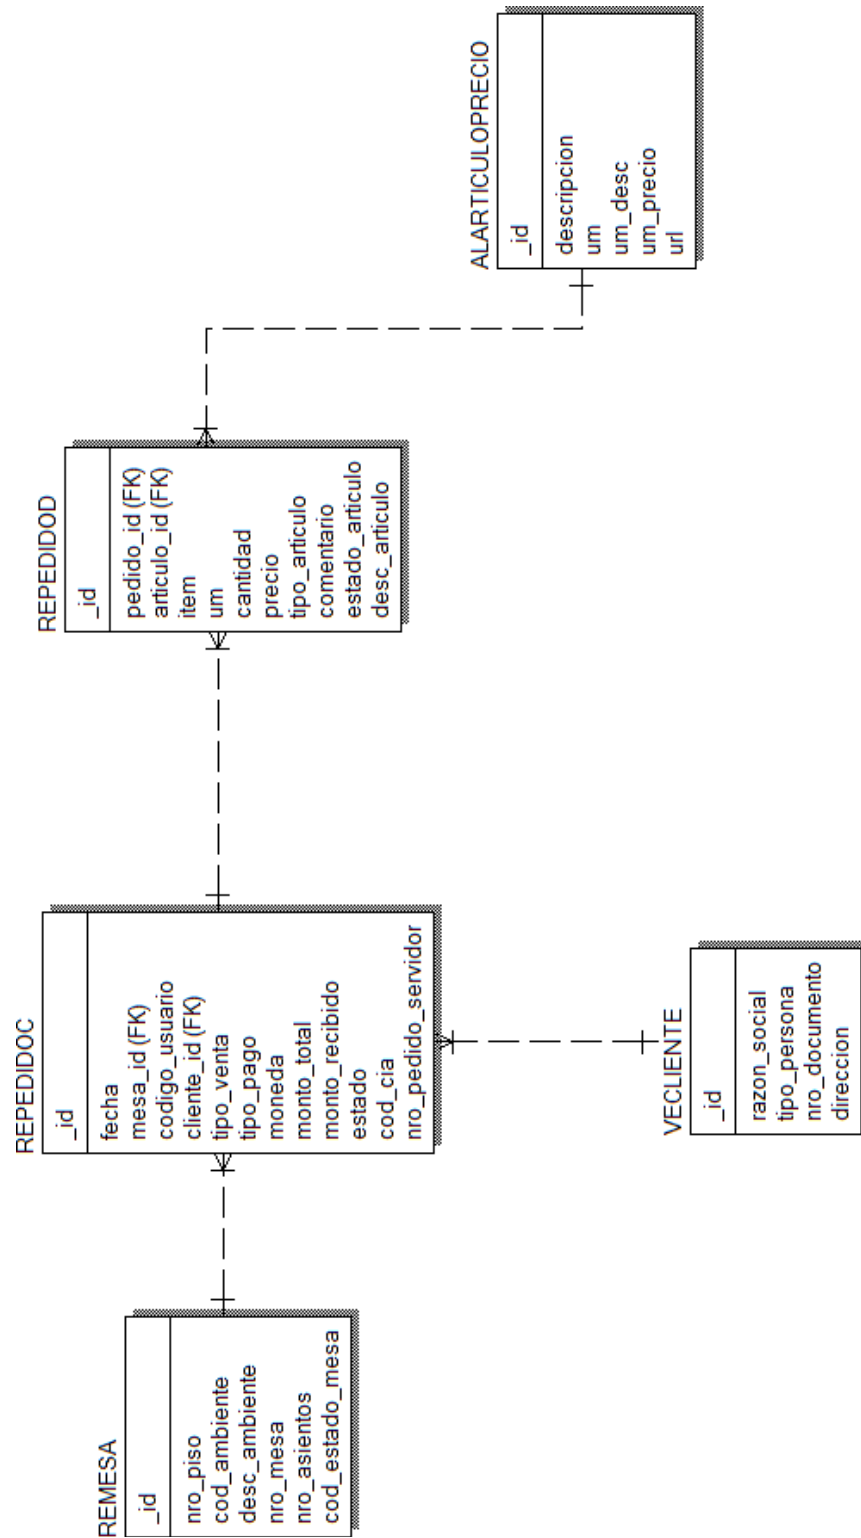 REMESA
_id
nro_piso
cod_ambiente
desc_ambiente
nro_mesa
nro_asientos
cod_estado_mesa
REPEDIDOC
_id
fecha
mesa_id (FK)
codigo_usuario
cliente_id (FK)
tipo_venta
tipo_pago
moneda
monto_total
monto_recibido
estado
cod_cia
nro_pedido_servidor
VECLIENTE
_id
razon_social
tipo_persona
nro_documento
direccion
REPEDIDOD
_id
pedido_id (FK)
articulo_id (FK)
item
um
cantidad
precio
tipo_articulo
comentario
estado_articulo
desc_articulo
ALARTICULOPRECIO
_id
descripcion
um
um_desc
um_precio
url